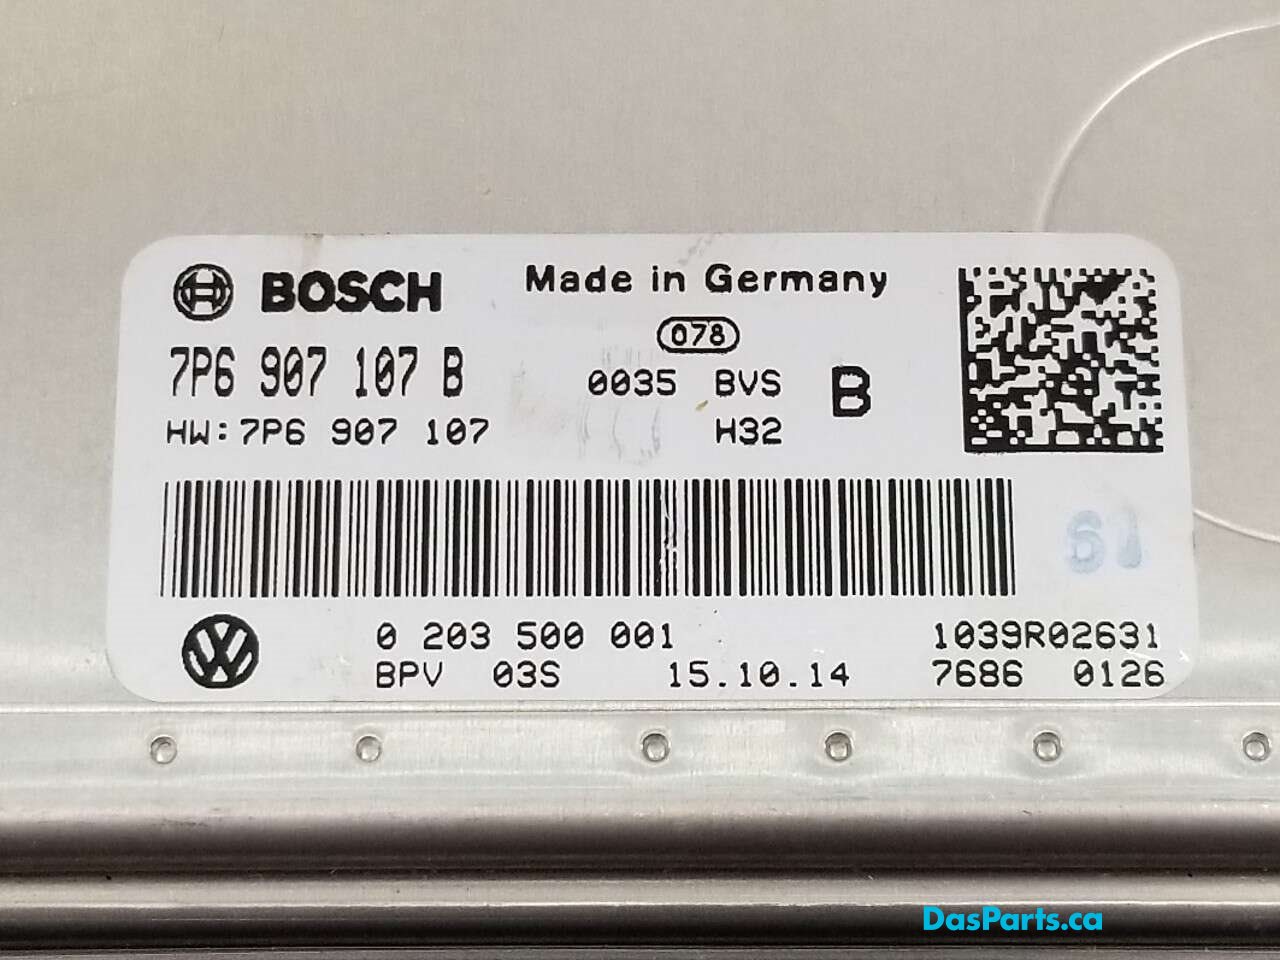 BOSCH
Made in Germany
078
7P6 907 107 B
0035 BVS
B
HW:7P6 907 107
H32
61
0 203 500 001
1039R02631
BPV 03S
15.10.14
7686 0126
DasParts.ca